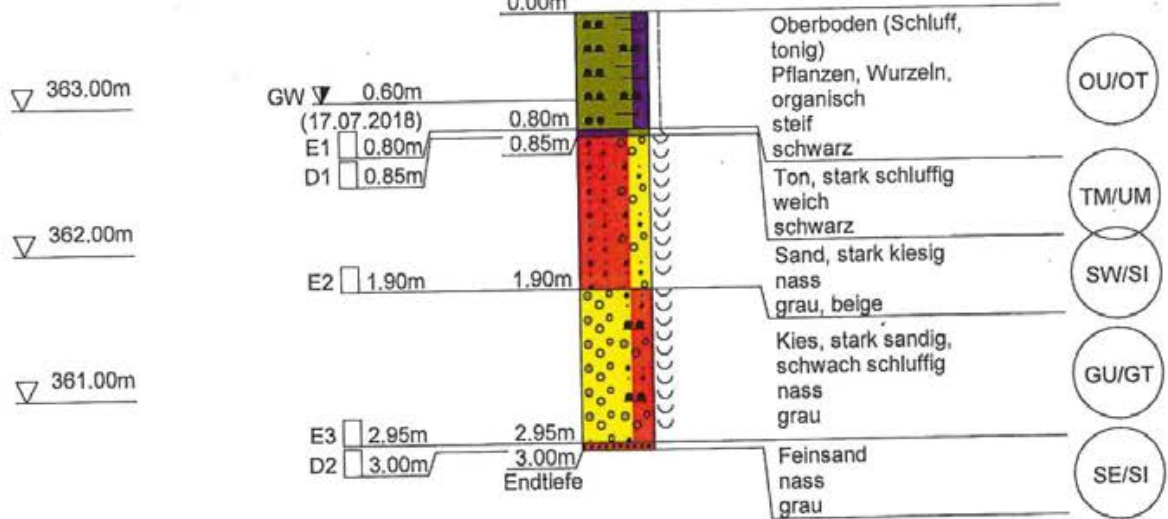 0.00m
Oberboden (Schluff,
tonig)
Pflanzen, Wurzeln,
organisch
steif
schwarz
OU/OT
363.00m
GW 0.60m
(17.07.2018)
0.80m
E1 0.80m
0.85m
D1 0.85m
Ton, stark schluffig
weich
schwarz
TM/UM
362.00m
Sand, stark kiesig
nass
grau, beige
SW/SI
E2 1.90m 1.90m
Kies, stark sandig,
schwach schluffig
nass
grau
GU/GT
361.00m
E3 2.95m 2.95m
D2 3.00m 3.00m
Endtiefe
Feinsand
nass
grau
SE/SI